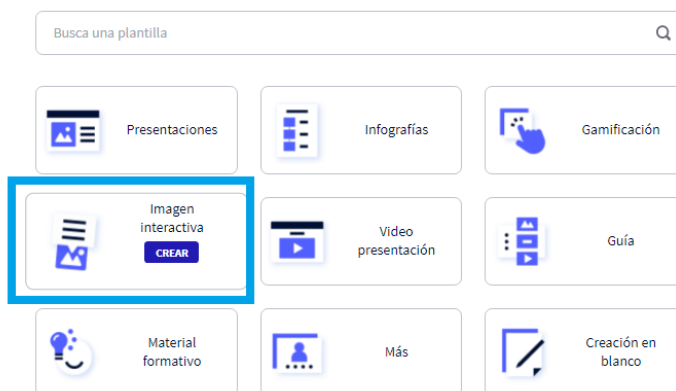 Busca una plantilla
Presentaciones
Infografías
Gamificación
Imagen
interactiva
CREAR
Video
presentación
Guía
Material
formativo
Más
Creación en
blanco